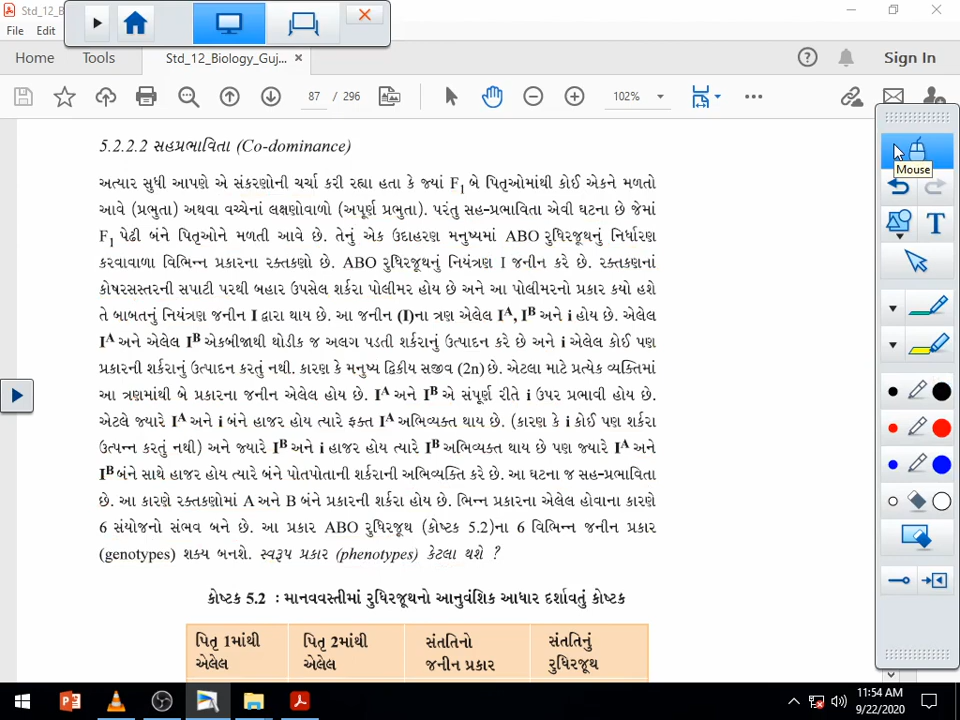 Std_12_B
File Edit
Home Tools Std_12_Biology_Guj... × Sign In
87 / 296 102%
Mouse
T
5.2.2.2 સહપ્રભાવિતા (Co-dominance)
અત્યાર સુધી આપણે એ સંકરણોની ચર્ચા કરી રહ્યા હતા કે જ્યાં F1 બે પિતૃઓમાંથી કોઈ એકને મળતો
આવે (પ્રભુતા) અથવા વચ્ચેનાં લક્ષણોવાળો (અપૂર્ણ પ્રભુતા). પરંતુ સહ-પ્રભાવિતા એવી ઘટના છે જેમાં
F1 પેઢી બંને પિતૃઓને મળતી આવે છે. તેનું એક ઉદાહરણ મનુષ્યમાં ABO રુધિરજૂથનું નિર્ધારણ
કરવાવાળા વિભિન્ન પ્રકારના રક્તકણો છે. ABO રુધિરજૂથનું નિયંત્રણ I જનીન કરે છે. રક્તકણનાં
કોષરસસ્તરની સપાટી પરથી બહાર ઉપસેલ શર્કરા પોલીમર હોય છે અને આ પોલીમરનો પ્રકાર કયો હશે
તે બાબતનું નિયંત્રણ જનીન I દ્વારા થાય છે. આ જનીન (I)ના ત્રણ એલેલ IA, IB અને i હોય છે. એલેલ
IA અને એલેલ IB એકબીજાથી થોડીક જ અલગ પડતી શર્કરાનું ઉત્પાદન કરે છે અને i એલેલ કોઈ પણ
પ્રકારની શર્કરાનું ઉત્પાદન કરતું નથી. કારણ કે મનુષ્ય દ્વિકીય સજીવ (2n) છે. એટલા માટે પ્રત્યેક વ્યક્તિમાં
આ ત્રણમાંથી બે પ્રકારના જનીન એલેલ હોય છે. IA અને IB એ સંપૂર્ણ રીતે i ઉપર પ્રભાવી હોય છે.
એટલે જ્યારે IA અને i બંને હાજર હોય ત્યારે ફક્ત IA અભિવ્યક્ત થાય છે. (કારણ કે i કોઈ પણ શર્કરા
ઉત્પન્ન કરતું નથી) અને જ્યારે IB અને i હાજર હોય ત્યારે IB અભિવ્યક્ત થાય છે પણ જ્યારે IA અને
IB બંને સાથે હાજર હોય ત્યારે બંને પોતપોતાની શર્કરાની અભિવ્યક્તિ કરે છે. આ ઘટના જ સહ-પ્રભાવિતા
છે. આ કારણે રક્તકણોમાં A અને B બંને પ્રકારની શર્કરા હોય છે. ભિન્ન પ્રકારના એલેલ હોવાના કારણે
6 સંયોજનો સંભવ બને છે. આ પ્રકાર ABO રુધિરજૂથ (કોષ્ટક 5.2)ના 6 વિભિન્ન જનીન પ્રકાર
(genotypes) શક્ય બનશે. સ્વરૂપ પ્રકાર (phenotypes) કેટલા થશે ?
કોષ્ટક 5.2 : માનવવસ્તીમાં રુધિરજૂથનો આનુવંશિક આધાર દર્શાવતું કોષ્ટક
પિતૃ 1માંથી પિતૃ 2માંથી સંતતિનો સંતતિનું
એલેલ એલેલ જનીન પ્રકાર રુધિરજૂથ
11:54 AM
9/22/2020